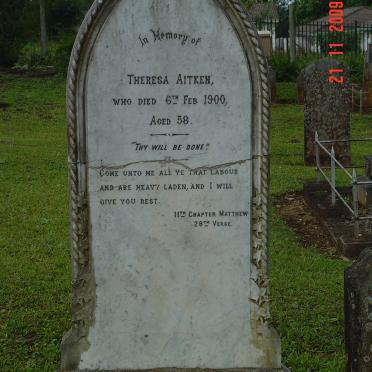 In Memory of
THERESA AITKEN,
WHO DIED 6TH FEB 1900,
AGED 58.
"THY WILL BE DONE."
COME UNTO ME ALL YE THAT LABOUR
AND ARE HEAVY LADEN, AND I WILL
GIVE YOU REST.
11TH CHAPTER MATTHEW
28TH VERSE.
21 11 2009